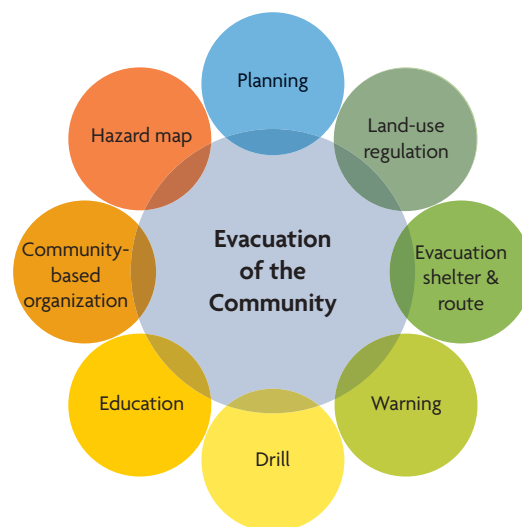 Planning
Land-use
regulation
Evacuation
shelter &
route
Warning
Drill
Education
Community-
based
organization
Hazard map
Evacuation
of the
Community